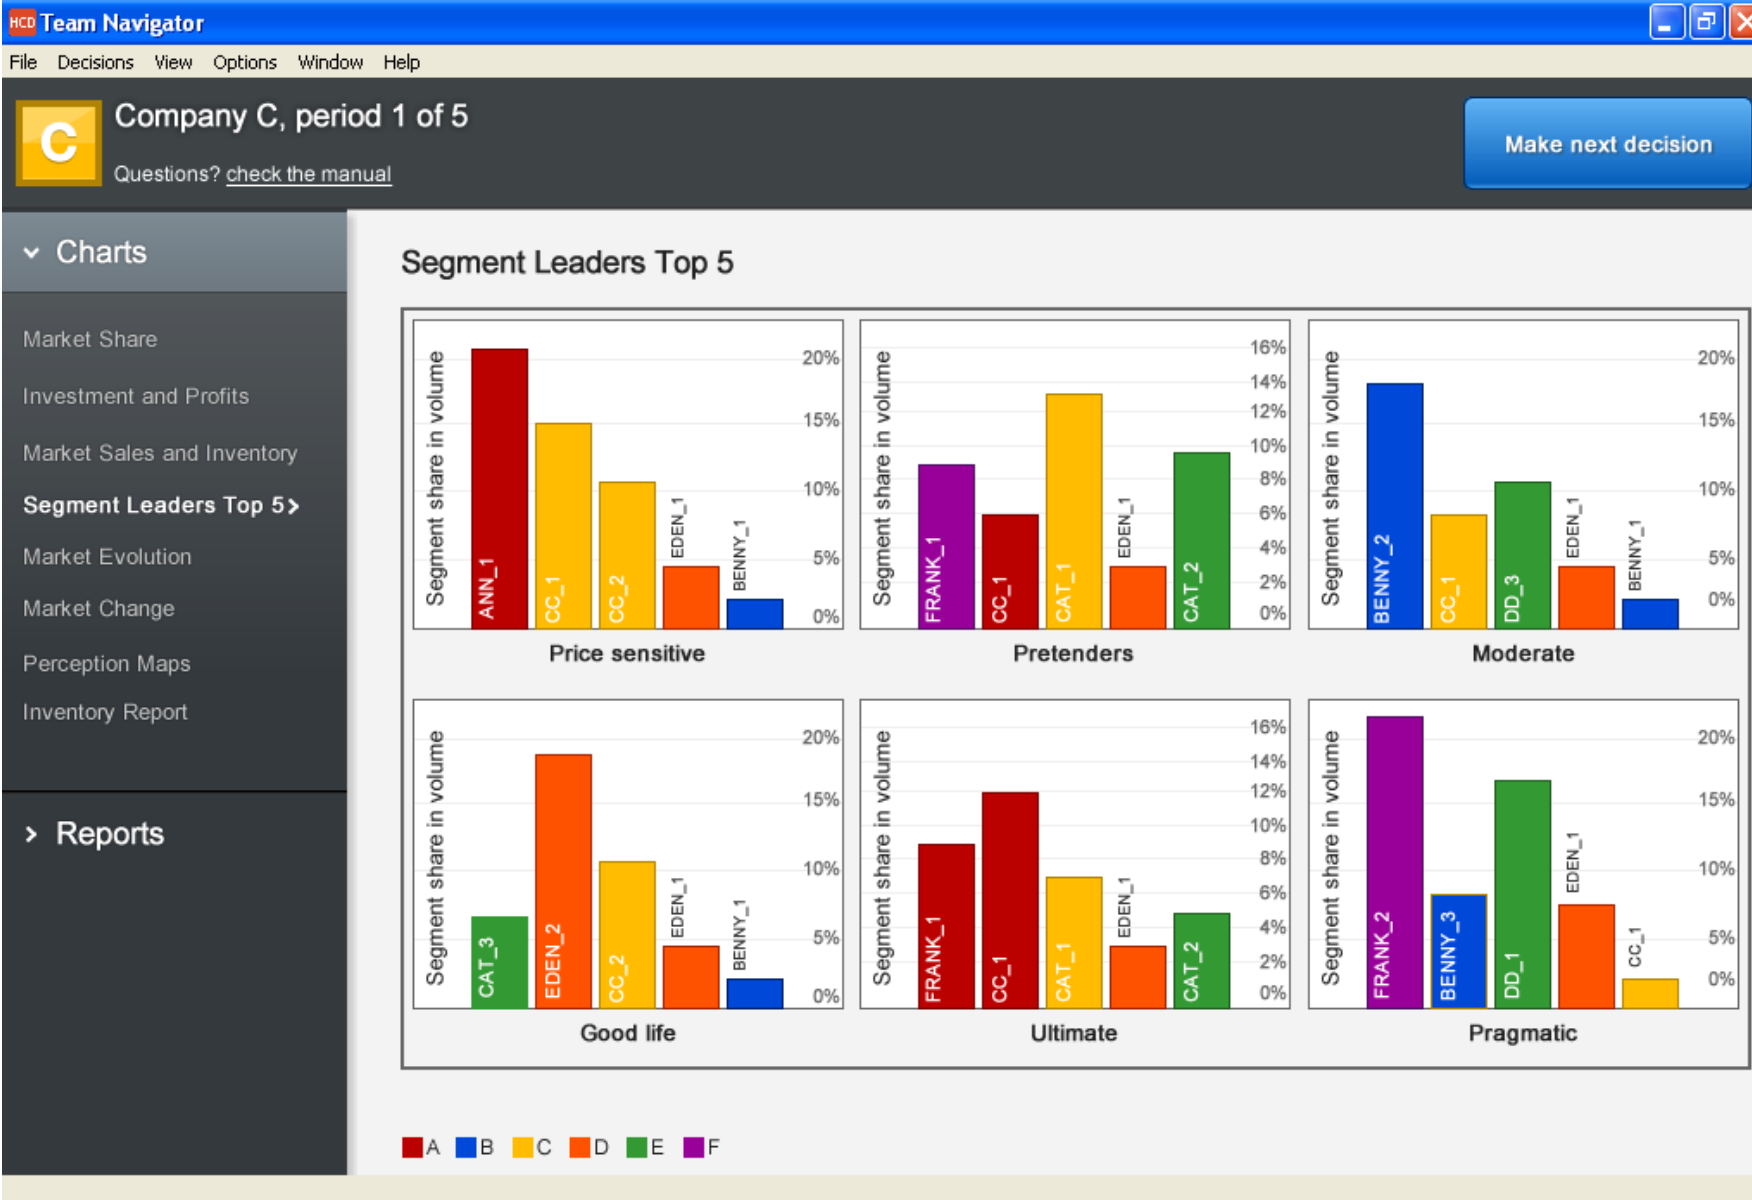 HCD Team Navigator
File Decisions View Options Window Help
C
Company C, period 1 of 5
Questions? check the manual
Make next decision
Charts
Market Share
Investment and Profits
Market Sales and Inventory
Segment Leaders Top 5
Market Evolution
Market Change
Perception Maps
Inventory Report
Reports
Segment Leaders Top 5
Segment share in volume
ANN_1
CC_1
CC_2
EDEN_1
BENNY_1
20%
15%
10%
5%
0%
Price sensitive
Segment share in volume
FRANK_1
CC_1
CAT_1
EDEN_1
CAT_2
16%
14%
12%
10%
8%
6%
4%
2%
0%
Pretenders
Segment share in volume
BENNY_2
CC_1
DD_3
EDEN_1
BENNY_1
20%
15%
10%
5%
0%
Moderate
Segment share in volume
CAT_3
EDEN_2
CC_2
EDEN_1
BENNY_1
20%
15%
10%
5%
0%
Good life
Segment share in volume
FRANK_1
CC_1
CAT_1
EDEN_1
CAT_2
16%
14%
12%
10%
8%
6%
4%
2%
0%
Ultimate
Segment share in volume
FRANK_2
BENNY_3
DD_1
EDEN_1
CC_1
20%
15%
10%
5%
0%
Pragmatic
A B C D E F